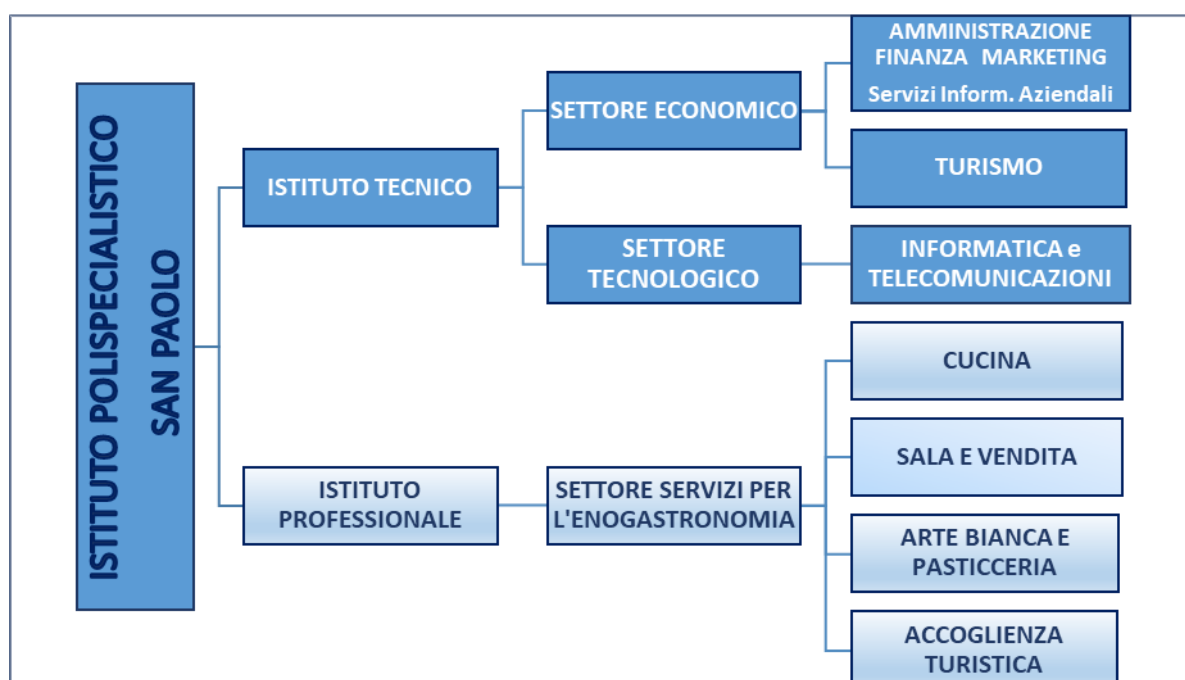 ISTITUTO POLISPECIALISTICO
SAN PAOLO
ISTITUTO TECNICO
SETTORE ECONOMICO
AMMINISTRAZIONE
FINANZA MARKETING
Servizi Inform. Aziendali
TURISMO
SETTORE
TECNOLOGICO
INFORMATICA e
TELECOMUNICAZIONI
ISTITUTO
PROFESSIONALE
SETTORE SERVIZI PER
L'ENOGASTRONOMIA
CUCINA
SALA E VENDITA
ARTE BIANCA E
PASTICCERIA
ACCOGLIENZA
TURISTICA